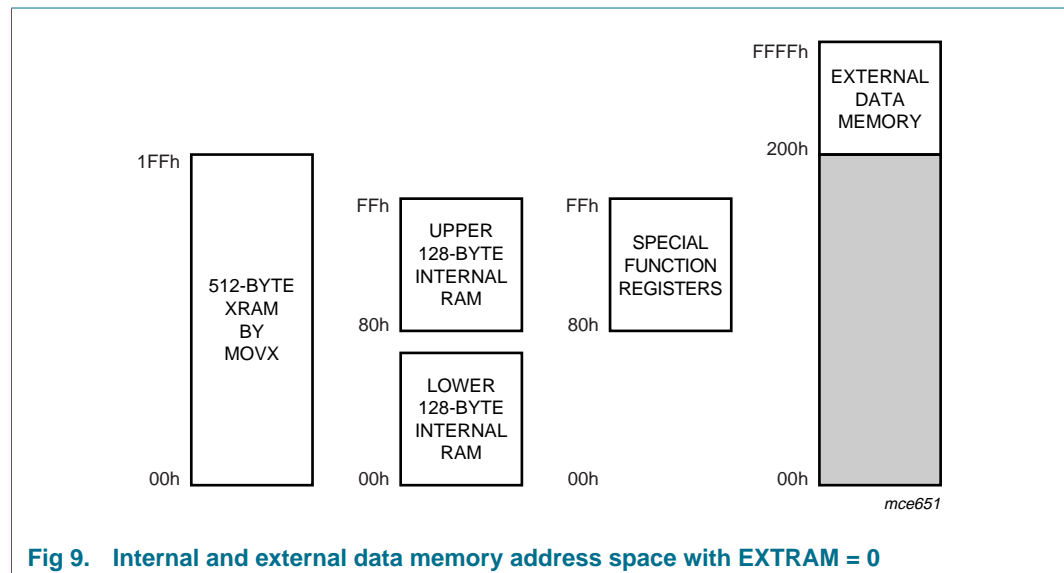 1FFh
512-BYTE
XRAM
BY
MOVX
00h
FFh
UPPER
128-BYTE
INTERNAL
RAM
80h
LOWER
128-BYTE
INTERNAL
RAM
00h
FFh
SPECIAL
FUNCTION
REGISTERS
80h
00h
FFFFh
EXTERNAL
DATA
MEMORY
200h
00h
mce651
Fig 9. Internal and external data memory address space with EXTRAM = 0